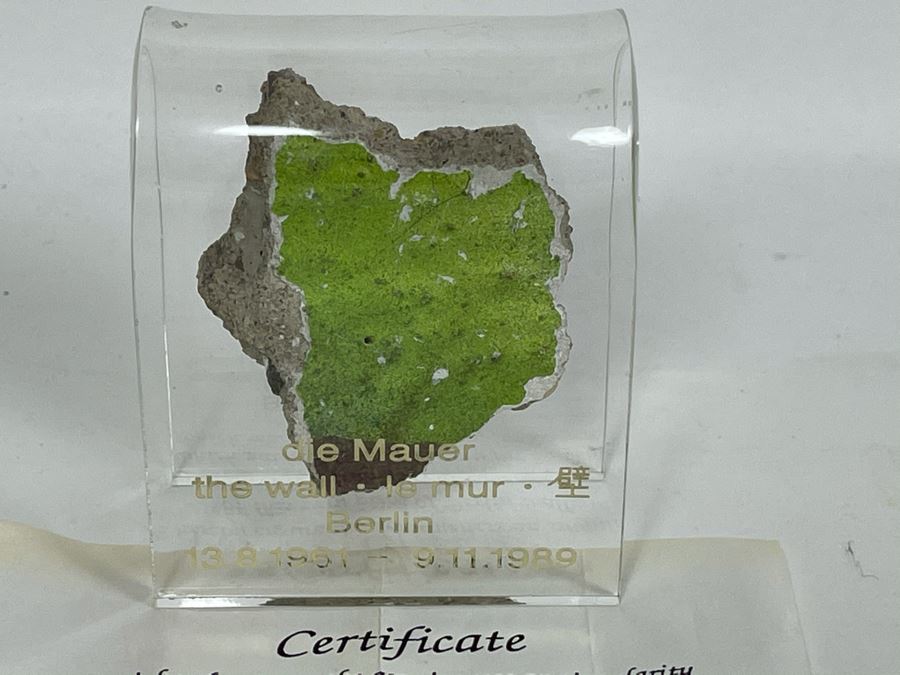 die Mauer
the wall · le mur · 壁
Berlin
13.8.1961 – 9.11.1989
Certificate